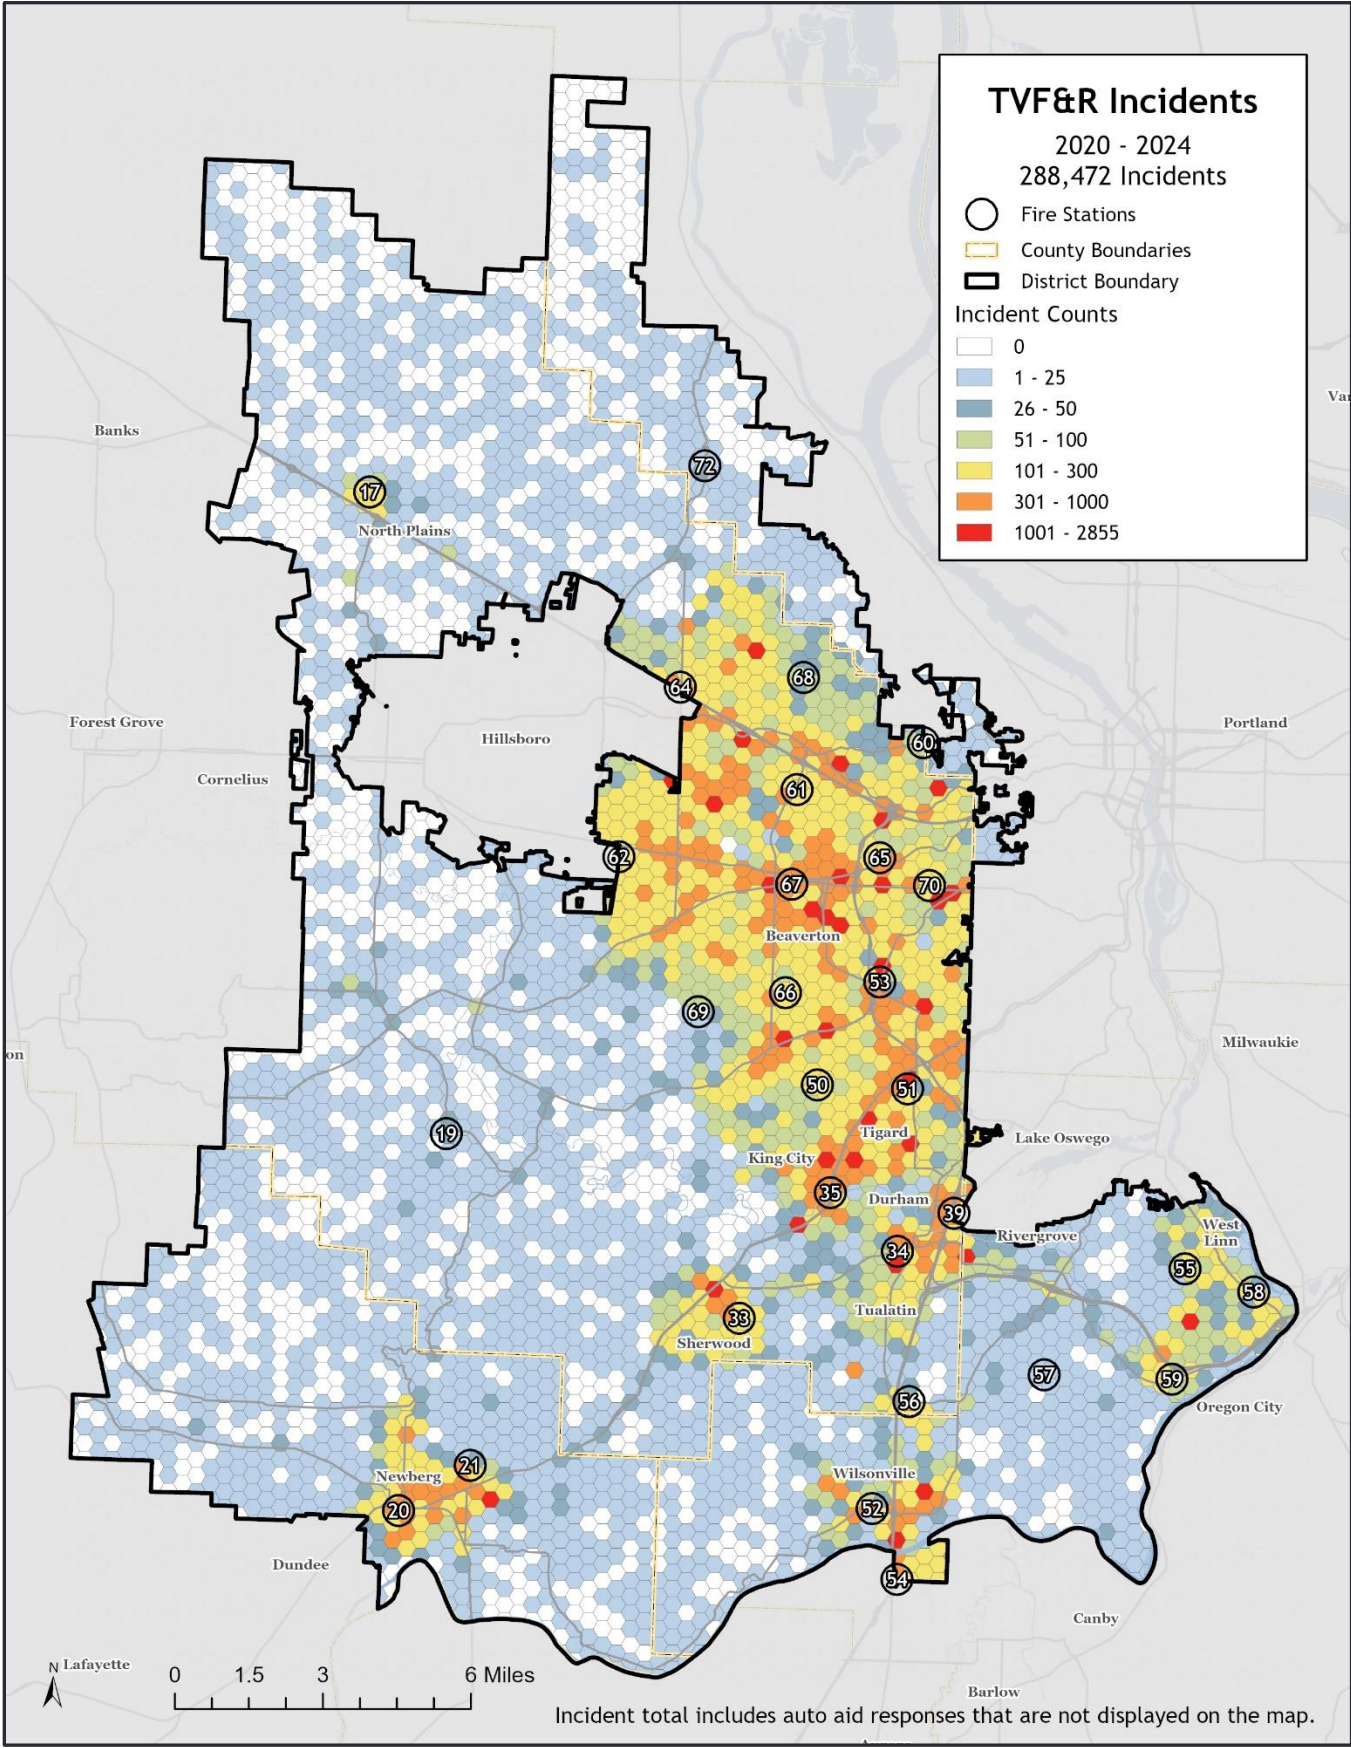 TVF&R Incidents
2020 - 2024
288,472 Incidents
Fire Stations
County Boundaries
District Boundary
Incident Counts
0
1 - 25
26 - 50
51 - 100
101 - 300
301 - 1000
1001 - 2855
Banks
72
17
North Plains
68
64
Forest Grove
Portland
Hillsboro
60
Cornelius
61
62
65
67
70
Beaverton
53
66
69
Milwaukie
on
50
51
19
Tigard
Lake Oswego
King City
35
Durham
39
West
Linn
Rivergrove
34
55
58
Tualatin
33
Sherwood
57
59
56
Oregon City
21
Newberg
Wilsonville
20
52
Dundee
54
Canby
N
Lafayette
0 1.5 3 6 Miles
Barlow
Incident total includes auto aid responses that are not displayed on the map.